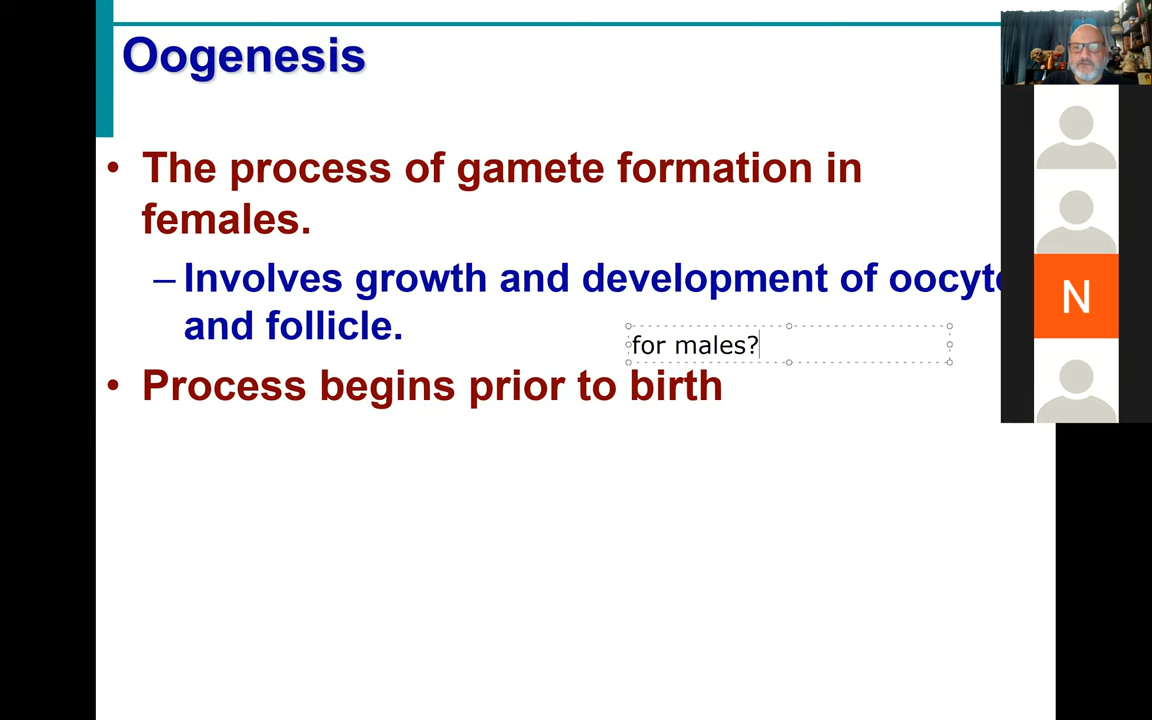 Oogenesis
• The process of gamete formation in
females.
– Involves growth and development of oocyte
and follicle.
for males?
• Process begins prior to birth
N